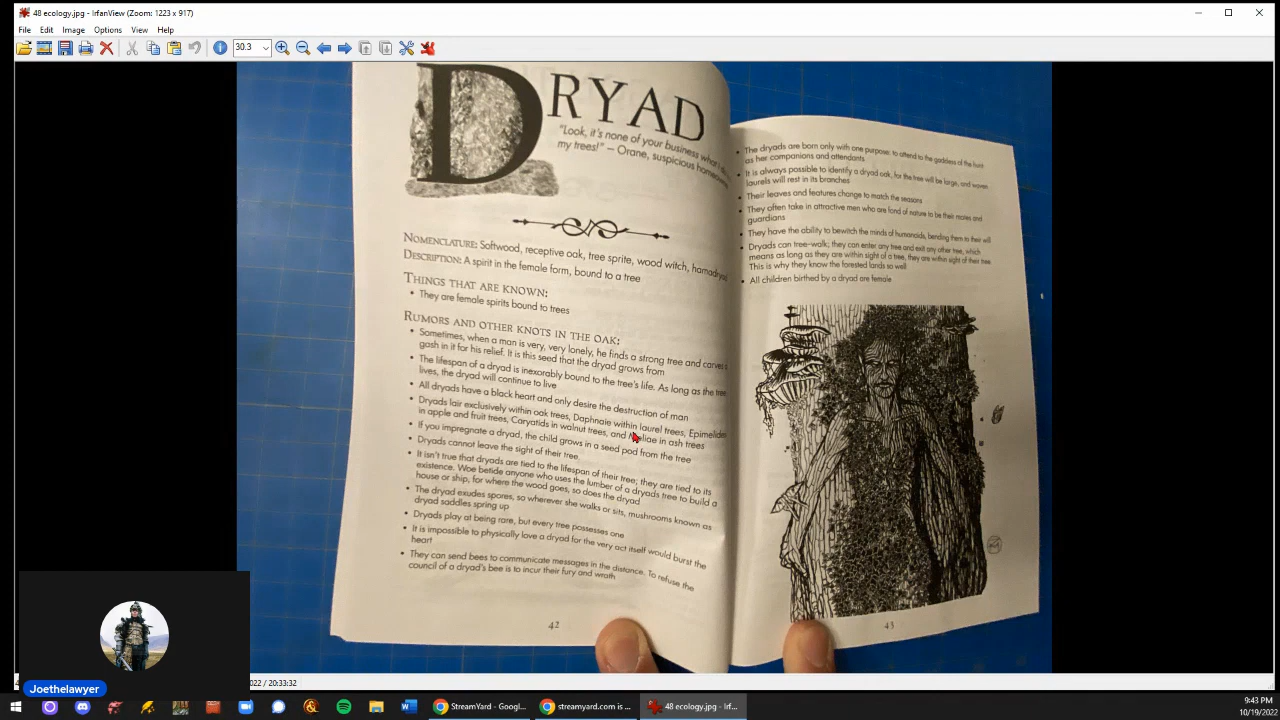 48 ecology.jpg - IrfanView (Zoom: 1223 x 917)
File Edit Image Options View Help
30.3
DRYAD
"Look, it's none of your business what I
my trees!" – Orane, suspicious
NOMENCLATURE: Softwood, receptive oak, tree sprite, wood witch,
DESCRIPTION: A spirit in the female form, bound to a tree
THINGS THAT ARE KNOWN:
• They are female spirits bound to trees
RUMORS AND OTHER KNOTS IN THE OAK:
• Sometimes, when a man is very, very lonely, he finds a strong tree and carves a
gash in it for his relief. It is this seed that the dryad grows from
• The lifespan of a dryad is inexorably bound to the tree's life. As long as the tree
lives, the dryad will continue to live
• All dryads have a black heart and only desire the destruction of man
• Dryads lair exclusively within oak trees, Daphnaie within laurel trees, Epimelides
in apple and fruit trees, Caryatids in walnut trees, and Meliae in ash trees
• If you impregnate a dryad, the child grows in a seed pod from the tree
• Dryads cannot leave the sight of their tree
• It isn't true that dryads are tied to the lifespan of their tree; they are tied to its
existence. Woe betide anyone who uses the lumber of a dryads tree to build a
house or ship, for where the wood goes, so does the dryad
• The dryad exudes spores, so wherever she walks or sits, mushrooms known as
dryad saddles spring up
• Dryads play at being rare, but every tree possesses one
• It is impossible to physically love a dryad for the very act itself would burst the
heart
• They can send bees to communicate messages in the distance. To refuse the
council of a dryad's bee is to incur their fury and wrath
42
• The dryads are born only with one purpose: to attend to the goddess of the hunt
as her companions and attendants
• It is always possible to identify a dryad oak, for the tree will be large, and woven
laurels will rest in its branches
• Their leaves and features change to match the seasons
• They often take in attractive men who are fond of nature to be their mates and
guardians
• They have the ability to bewitch the minds of humanoids, bending them to their will
• Dryads can tree-walk; they can enter any tree and exit any other tree, which
means as long as they are within sight of a tree, they are within sight of their tree.
This is why they know the forested lands so well
• All children birthed by a dryad are female
43
Joethelawyer
2022 / 20:33:32
StreamYard - Googl...
streamyard.com is ...
48 ecology.jpg - Irf...
9:43 PM
10/19/2022